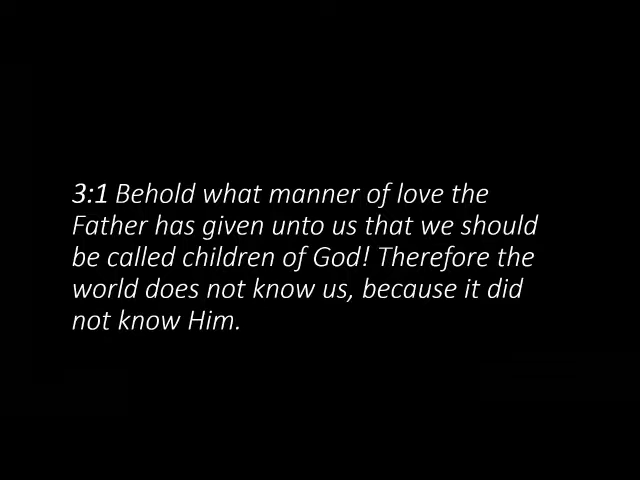 3:1 Behold what manner of love the
Father has given unto us that we should
be called children of God! Therefore the
world does not know us, because it did
not know Him.